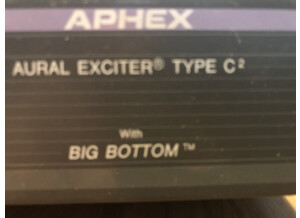 APHEX
AURAL EXCITER® TYPE C²
With
BIG BOTTOM™